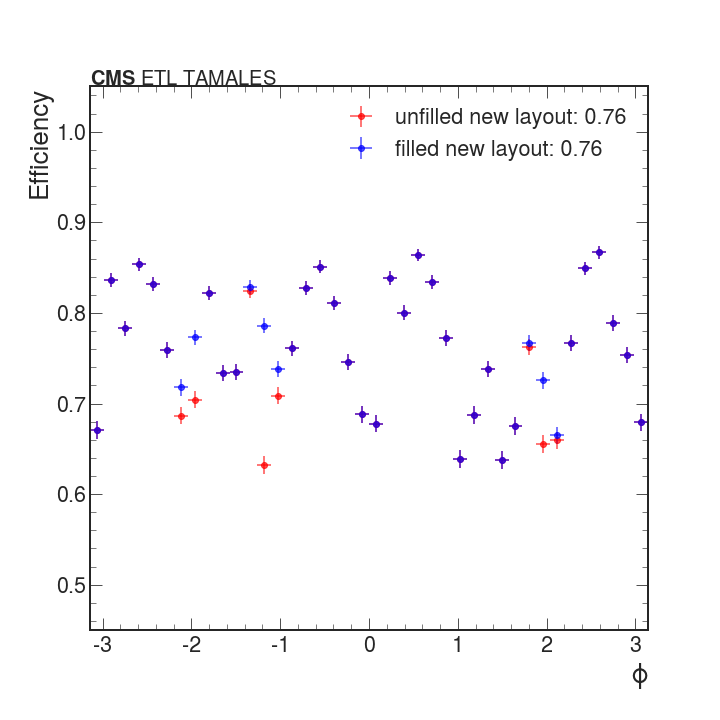 CMS ETL TAMALES
Efficiency
unfilled new layout: 0.76
filled new layout: 0.76
1.0
0.9
0.8
0.7
0.6
0.5
-3 -2 -1 0 1 2 3
ϕ